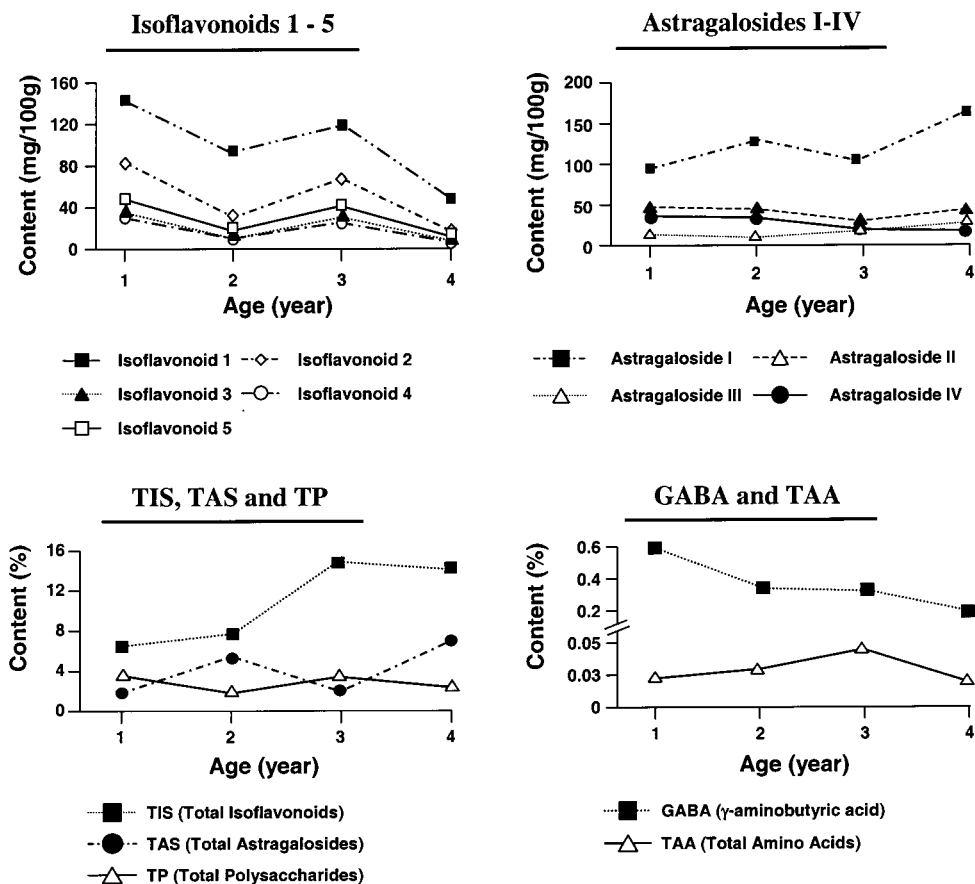 Isoflavonoids 1 - 5
Content (mg/100g)
160
120
80
40
0
1 2 3 4
Age (year)
Isoflavonoid 1
Isoflavonoid 2
Isoflavonoid 3
Isoflavonoid 4
Isoflavonoid 5
Astragalosides I-IV
Content (mg/100g)
200
150
100
50
0
1 2 3 4
Age (year)
Astragaloside I
Astragaloside II
Astragaloside III
Astragaloside IV
TIS, TAS and TP
Content (%)
16
12
8
4
0
1 2 3 4
Age (year)
TIS (Total Isoflavonoids)
TAS (Total Astragalosides)
TP (Total Polysaccharides)
GABA and TAA
Content (%)
0.6
0.4
0.2
0.05
0.03
0
1 2 3 4
Age (year)
GABA (γ-aminobutyric acid)
TAA (Total Amino Acids)